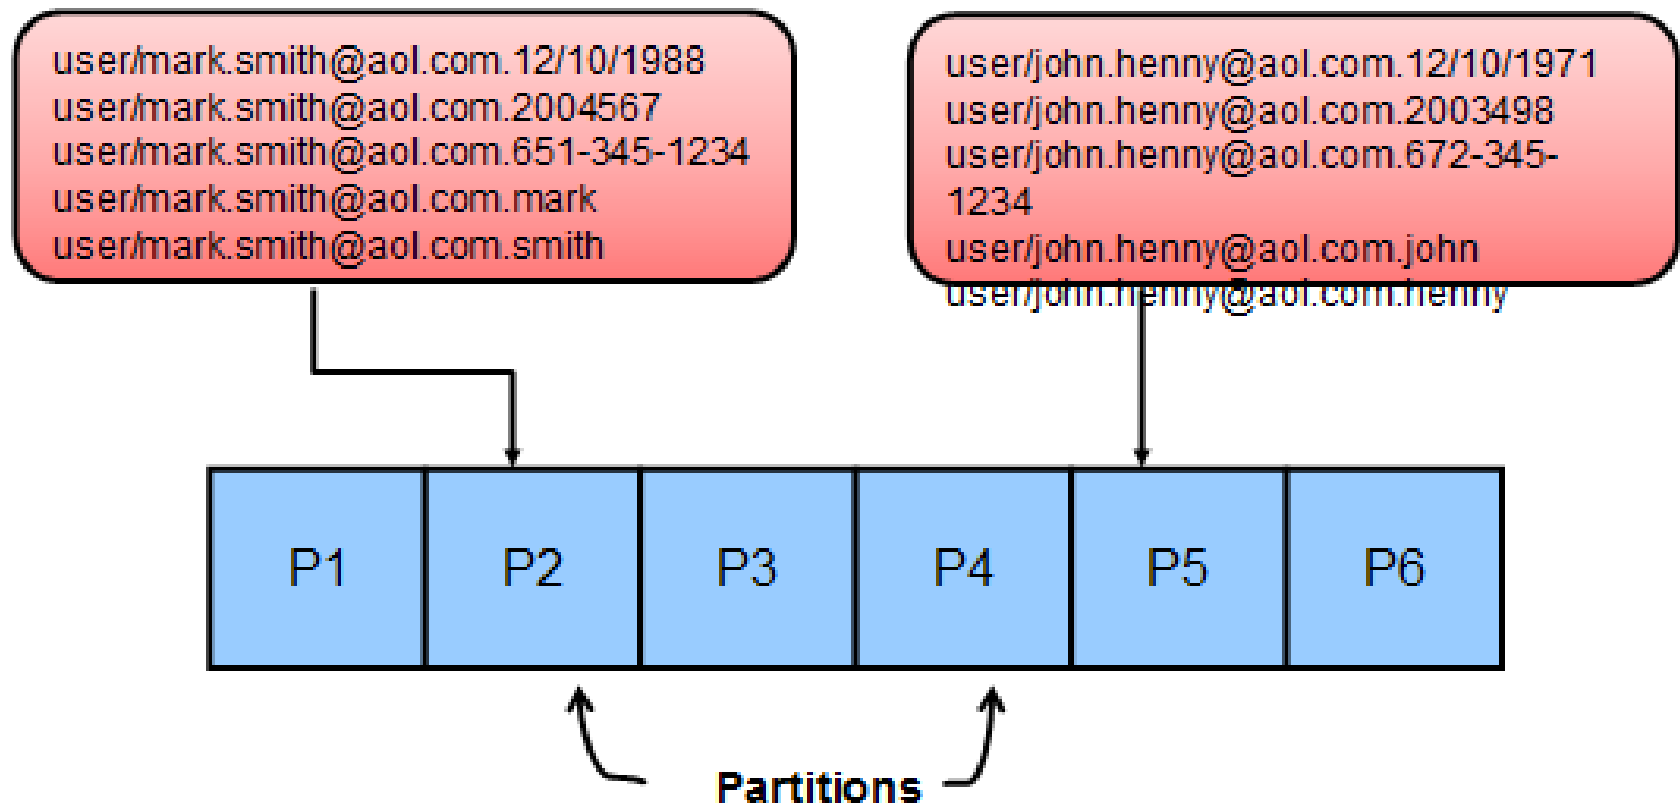 user/mark.smith@aol.com.12/10/1988
user/mark.smith@aol.com.2004567
user/mark.smith@aol.com.651-345-1234
user/mark.smith@aol.com.mark
user/mark.smith@aol.com.smith
user/john.henny@aol.com.12/10/1971
user/john.henny@aol.com.2003498
user/john.henny@aol.com.672-345-
1234
user/john.henny@aol.com.john
user/john.henny@aol.com.henny
P1 P2 P3 P4 P5 P6
Partitions